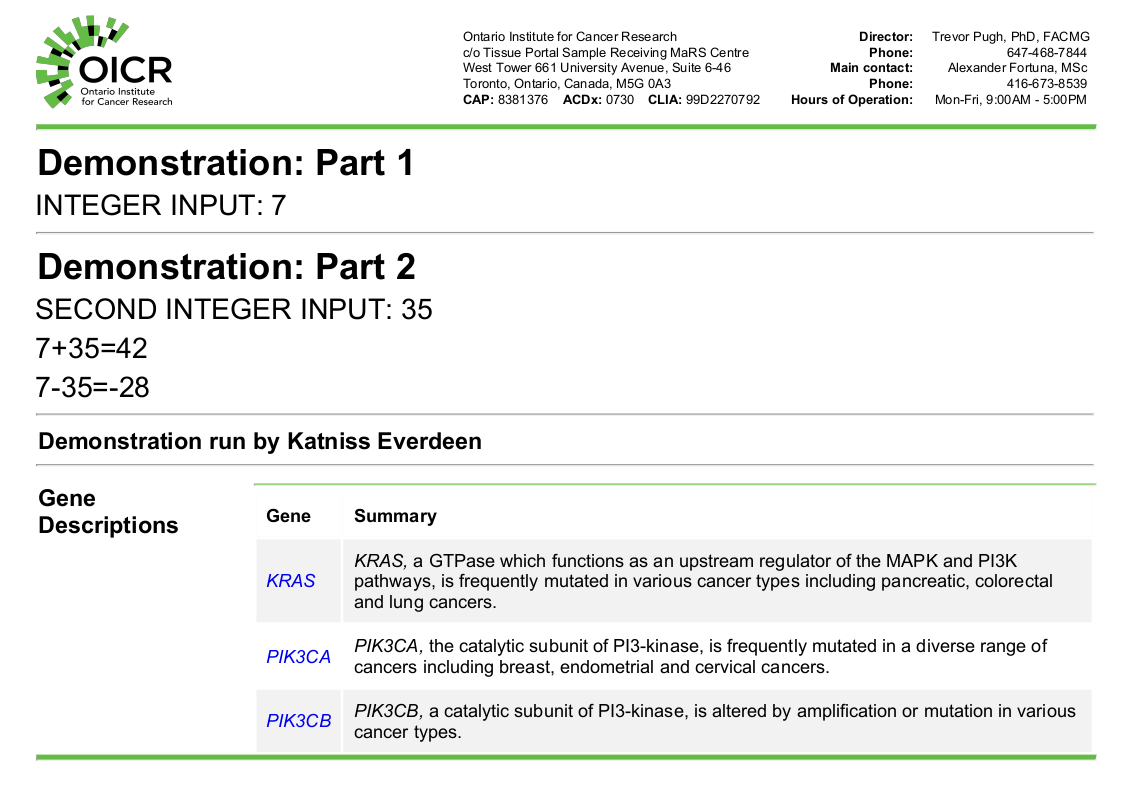 OICR
Ontario Institute
for Cancer Research
Ontario Institute for Cancer Research
c/o Tissue Portal Sample Receiving MaRS Centre
West Tower 661 University Avenue, Suite 6-46
Toronto, Ontario, Canada, M5G 0A3
CAP: 8381376 ACDx: 0730 CLIA: 99D2270792
Director: Trevor Pugh, PhD, FACMG
Phone: 647-468-7844
Main contact: Alexander Fortuna, MSc
Phone: 416-673-8539
Hours of Operation: Mon-Fri, 9:00AM - 5:00PM
Demonstration: Part 1
INTEGER INPUT: 7
Demonstration: Part 2
SECOND INTEGER INPUT: 35
7+35=42
7-35=-28
Demonstration run by Katniss Everdeen
Gene
Descriptions
Gene Summary
KRAS
KRAS, a GTPase which functions as an upstream regulator of the MAPK and PI3K
pathways, is frequently mutated in various cancer types including pancreatic, colorectal
and lung cancers.
PIK3CA
PIK3CA, the catalytic subunit of PI3-kinase, is frequently mutated in a diverse range of
cancers including breast, endometrial and cervical cancers.
PIK3CB
PIK3CB, a catalytic subunit of PI3-kinase, is altered by amplification or mutation in various
cancer types.